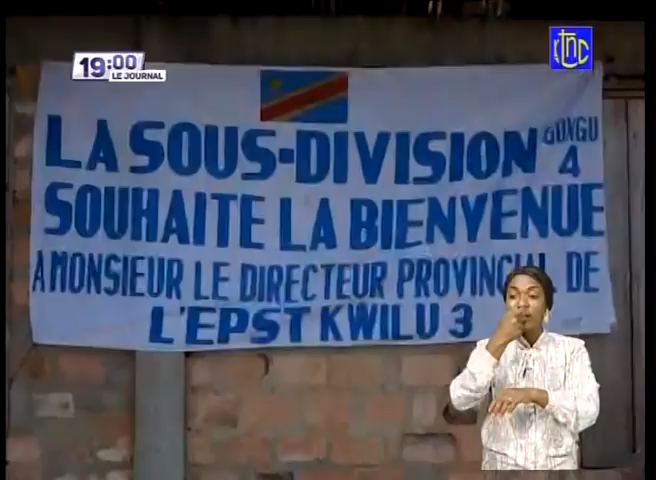 19:00
LE JOURNAL
rtnc
LA SOUS-DIVISION GUNGU 4
SOUHAITE LA BIENVENUE
A MONSIEUR LE DIRECTEUR PROVINCIAL DE
L'EPST KWILU 3